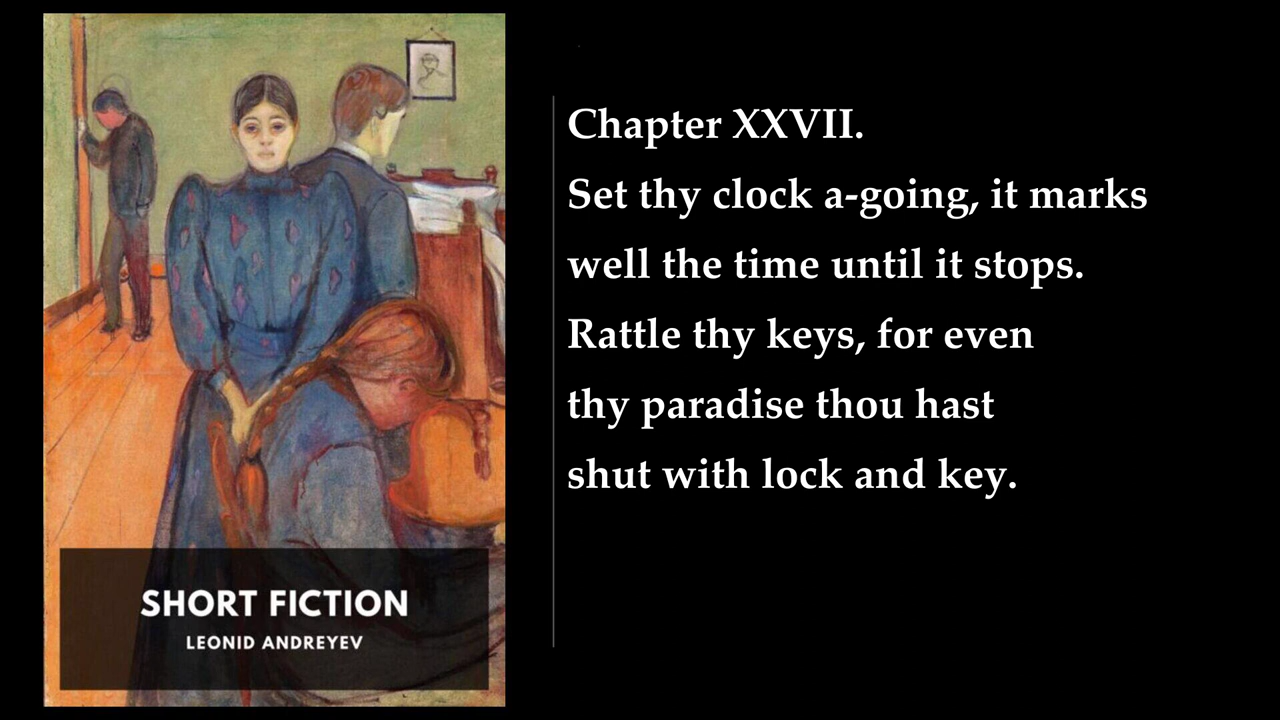 SHORT FICTION
LEONID ANDREYEV
Chapter XXVII.
Set thy clock a-going, it marks
well the time until it stops.
Rattle thy keys, for even
thy paradise thou hast
shut with lock and key.